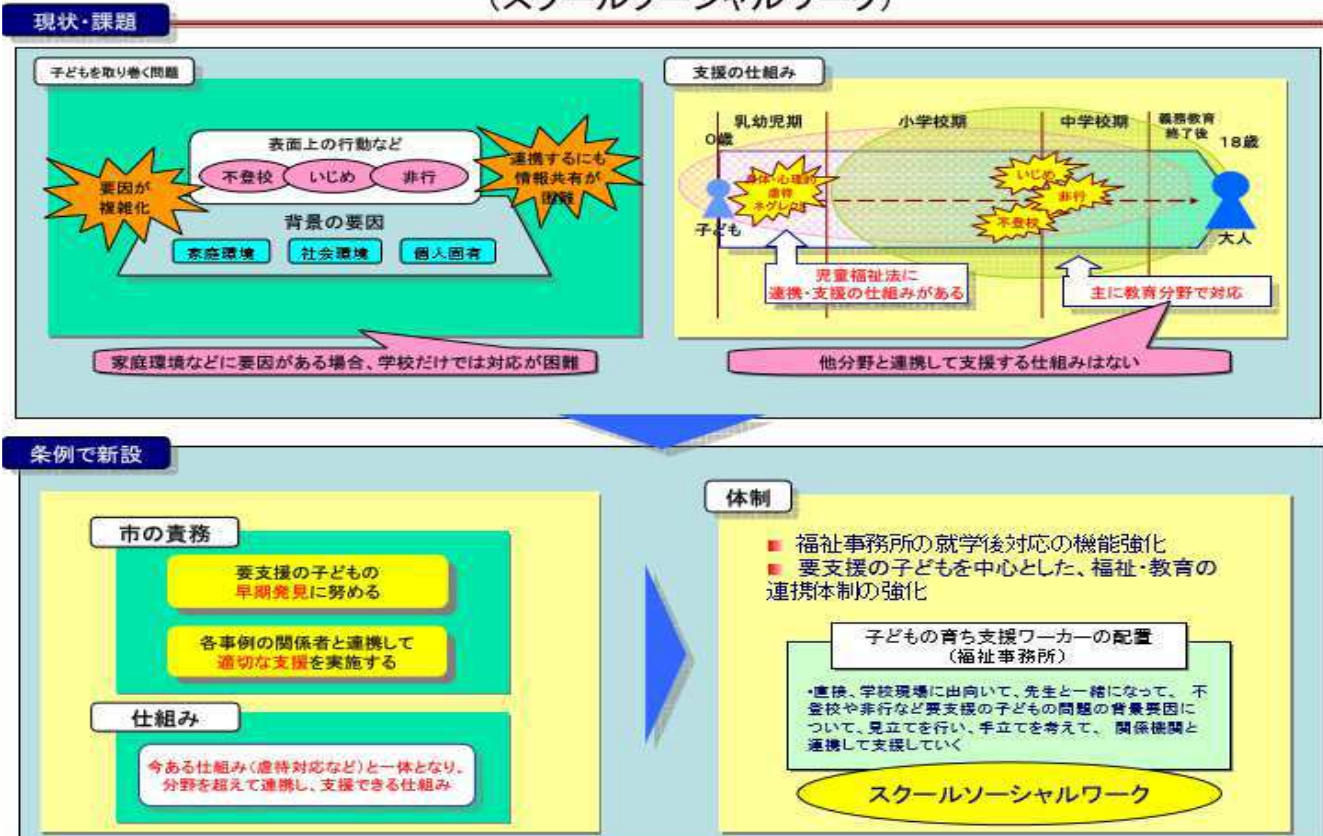 （スクールソーシャルワーク）
現状・課題
子どもを取り巻く問題
表面上の行動など
不登校
いじめ
非行
要因が
複雑化
連携するにも
情報共有が
困難
背景の要因
家庭環境
社会環境
個人固有
家庭環境などに要因がある場合、学校だけでは対応が困難
支援の仕組み
乳幼児期
小学校期
中学校期
義務教育
終了後
0歳
18歳
身体・心理的
虐待
ネグレクト
いじめ
非行
不登校
子ども
大人
児童福祉法に
連携・支援の仕組みがある
主に教育分野で対応
他分野と連携して支援する仕組みはない
条例で新設
市の責務
要支援の子どもの
早期発見に努める
各事例の関係者と連携して
適切な支援を実施する
仕組み
今ある仕組み（虐待対応など）と一体となり、
分野を超えて連携し、支援できる仕組み
体制
福祉事務所の就学後対応の機能強化
要支援の子どもを中心とした、福祉・教育の
連携体制の強化
子どもの育ち支援ワーカーの配置
（福祉事務所）
・直接、学校現場に出向いて、先生と一緒になって、 不
登校や非行など要支援の子どもの問題の背景要因に
ついて、見立てを行い、手立てを考えて、 関係機関と
連携して支援していく
スクールソーシャルワーク